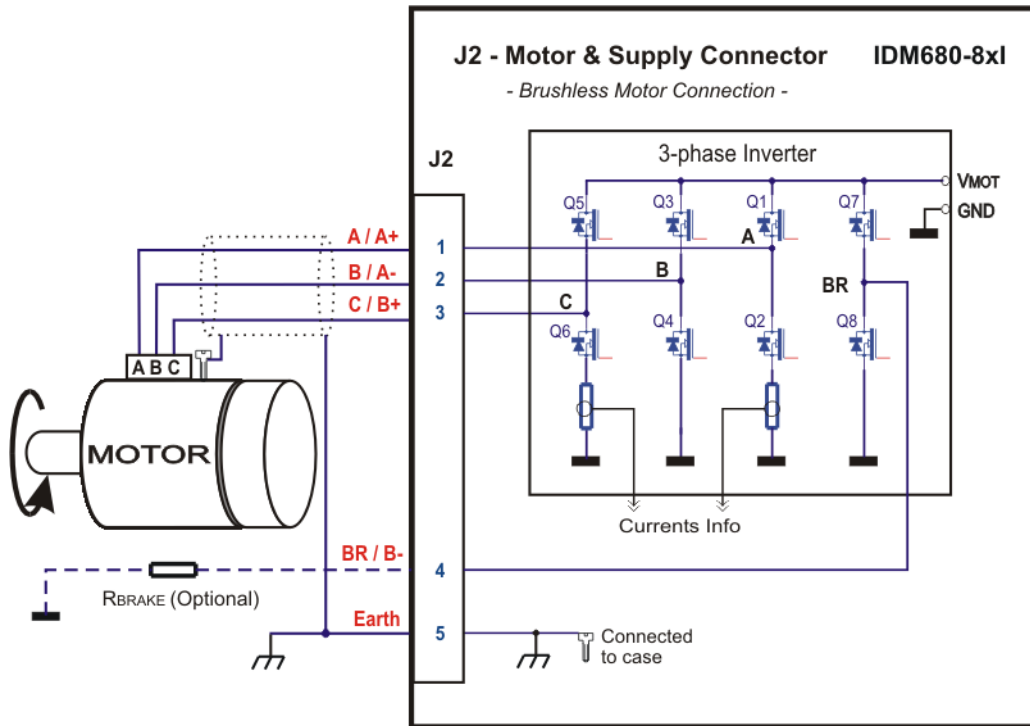 J2 - Motor & Supply Connector IDM680-8xI
- Brushless Motor Connection -
3-phase Inverter
J2
VMOT
GND
Q5 Q3 Q1 Q7
A / A+ 1 A
B / A- 2 B
C / B+ 3 C
BR
Q6 Q4 Q2 Q8
A B C
MOTOR
Currents Info
BR / B- 4
RBRAKE (Optional)
Earth 5
Connected
to case